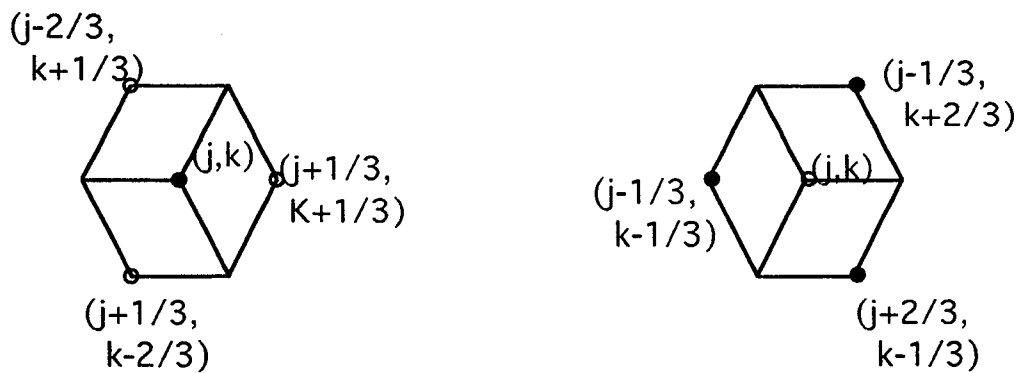 (j-2/3,
k+1/3)
(j,k)
(j+1/3,
K+1/3)
(j+1/3,
k-2/3)
(j-1/3,
k+2/3)
(j,k)
(j-1/3,
k-1/3)
(j+2/3,
k-1/3)